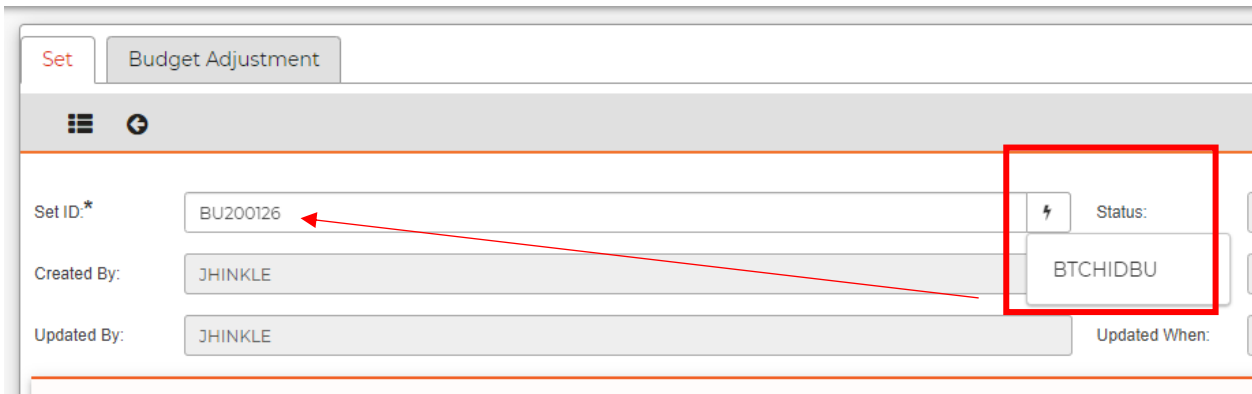 Set
Budget Adjustment
Set ID:*
BU200126
Status:
BTCHIDBU
Created By:
JHINKLE
Updated By:
JHINKLE
Updated When: